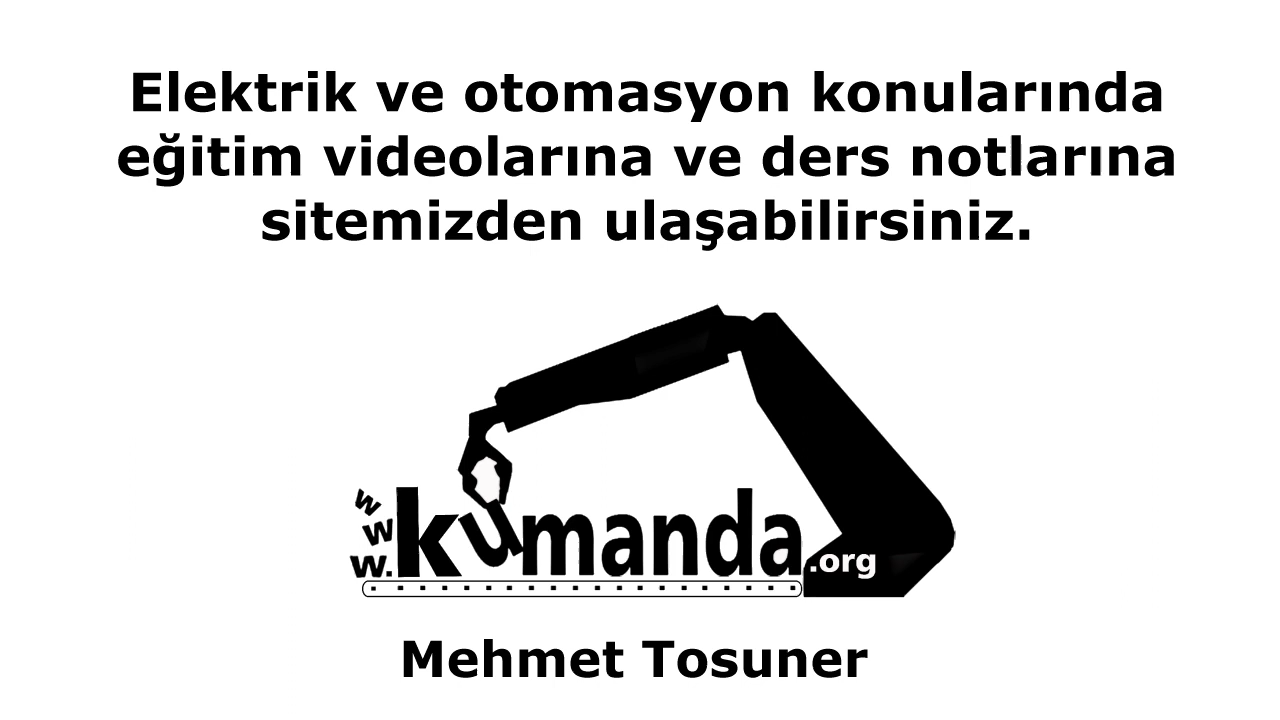 Elektrik ve otomasyon konularında
eğitim videolarına ve ders notlarına
sitemizden ulaşabilirsiniz.
www.kumanda.org
Mehmet Tosuner